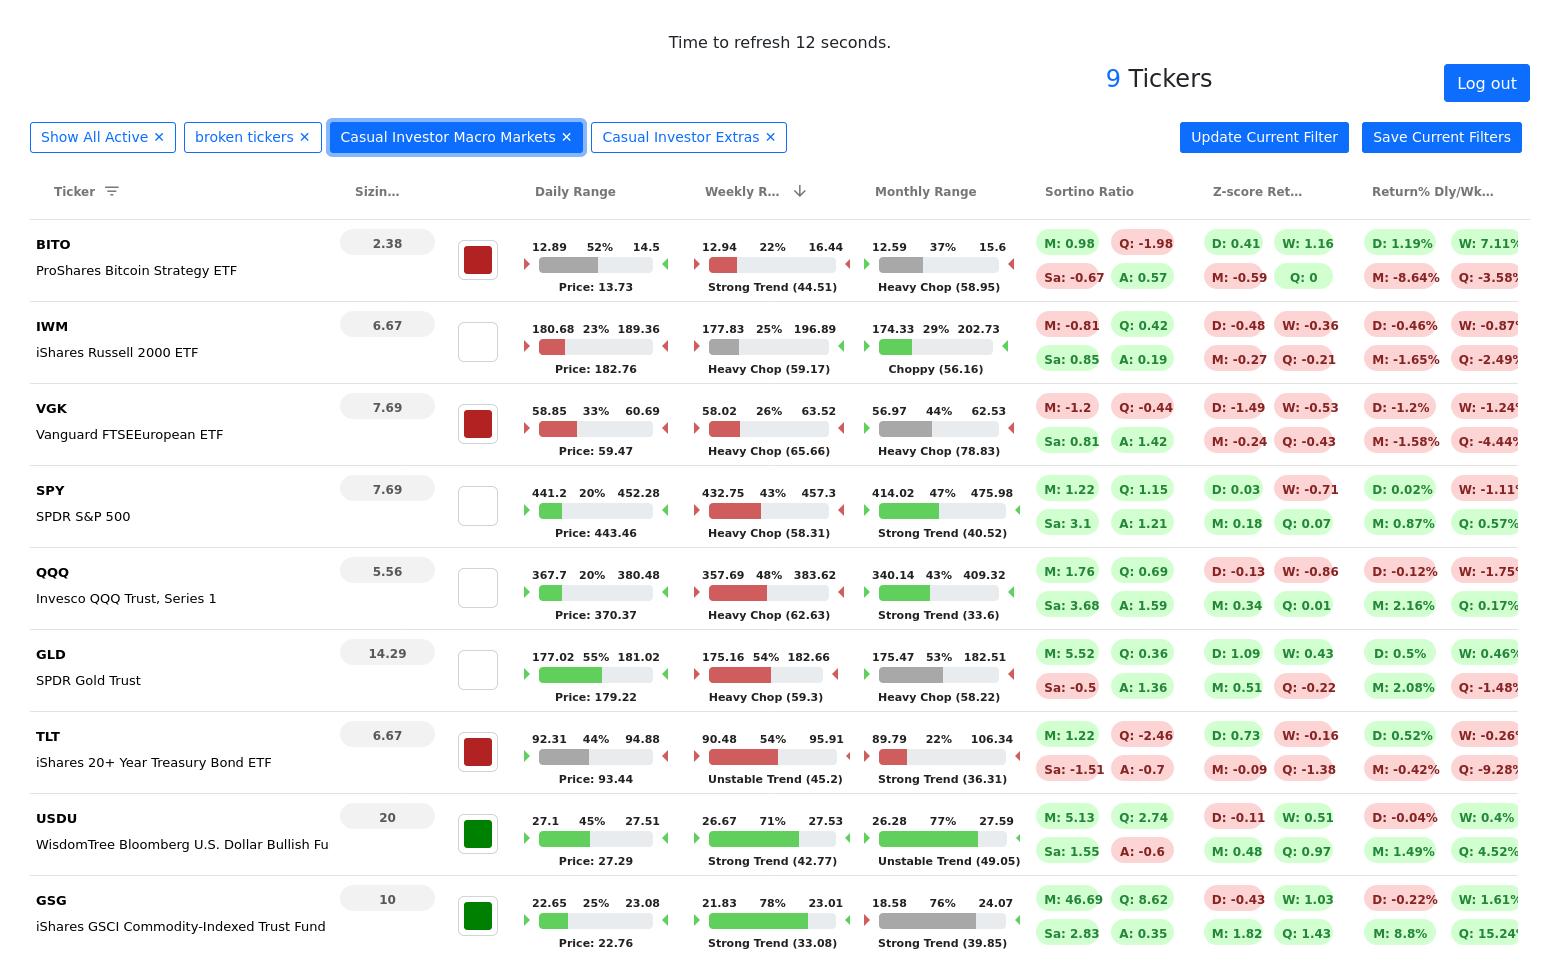 Time to refresh 12 seconds.
9 Tickers
Log out
Show All Active ✕ broken tickers ✕ Casual Investor Macro Markets ✕ Casual Investor Extras ✕ Update Current Filter Save Current Filters
Ticker Sizin... Daily Range Weekly R... Monthly Range Sortino Ratio Z-score Ret... Return% Dly/Wk...
BITO 2.38 12.89 52% 14.5 12.94 22% 16.44 12.59 37% 15.6 M: 0.98 Q: -1.98 D: 0.41 W: 1.16 D: 1.19% W: 7.11%
ProShares Bitcoin Strategy ETF Price: 13.73 Strong Trend (44.51) Heavy Chop (58.95) Sa: -0.67 A: 0.57 M: -0.59 Q: 0 M: -8.64% Q: -3.58%
IWM 6.67 180.68 23% 189.36 177.83 25% 196.89 174.33 29% 202.73 M: -0.81 Q: 0.42 D: -0.48 W: -0.36 D: -0.46% W: -0.87%
iShares Russell 2000 ETF Price: 182.76 Heavy Chop (59.17) Choppy (56.16) Sa: 0.85 A: 0.19 M: -0.27 Q: -0.21 M: -1.65% Q: -2.49%
VGK 7.69 58.85 33% 60.69 58.02 26% 63.52 56.97 44% 62.53 M: -1.2 Q: -0.44 D: -1.49 W: -0.53 D: -1.2% W: -1.24%
Vanguard FTSEEuropean ETF Price: 59.47 Heavy Chop (65.66) Heavy Chop (78.83) Sa: 0.81 A: 1.42 M: -0.24 Q: -0.43 M: -1.58% Q: -4.44%
SPY 7.69 441.2 20% 452.28 432.75 43% 457.3 414.02 47% 475.98 M: 1.22 Q: 1.15 D: 0.03 W: -0.71 D: 0.02% W: -1.11%
SPDR S&P 500 Price: 443.46 Heavy Chop (58.31) Strong Trend (40.52) Sa: 3.1 A: 1.21 M: 0.18 Q: 0.07 M: 0.87% Q: 0.57%
QQQ 5.56 367.7 20% 380.48 357.69 48% 383.62 340.14 43% 409.32 M: 1.76 Q: 0.69 D: -0.13 W: -0.86 D: -0.12% W: -1.75%
Invesco QQQ Trust, Series 1 Price: 370.37 Heavy Chop (62.63) Strong Trend (33.6) Sa: 3.68 A: 1.59 M: 0.34 Q: 0.01 M: 2.16% Q: 0.17%
GLD 14.29 177.02 55% 181.02 175.16 54% 182.66 175.47 53% 182.51 M: 5.52 Q: 0.36 D: 1.09 W: 0.43 D: 0.5% W: 0.46%
SPDR Gold Trust Price: 179.22 Heavy Chop (59.3) Heavy Chop (58.22) Sa: -0.5 A: 1.36 M: 0.51 Q: -0.22 M: 2.08% Q: -1.48%
TLT 6.67 92.31 44% 94.88 90.48 54% 95.91 89.79 22% 106.34 M: 1.22 Q: -2.46 D: 0.73 W: -0.16 D: 0.52% W: -0.26%
iShares 20+ Year Treasury Bond ETF Price: 93.44 Unstable Trend (45.2) Strong Trend (36.31) Sa: -1.51 A: -0.7 M: -0.09 Q: -1.38 M: -0.42% Q: -9.28%
USDU 20 27.1 45% 27.51 26.67 71% 27.53 26.28 77% 27.59 M: 5.13 Q: 2.74 D: -0.11 W: 0.51 D: -0.04% W: 0.4%
WisdomTree Bloomberg U.S. Dollar Bullish Fu Price: 27.29 Strong Trend (42.77) Unstable Trend (49.05) Sa: 1.55 A: -0.6 M: 0.48 Q: 0.97 M: 1.49% Q: 4.52%
GSG 10 22.65 25% 23.08 21.83 78% 23.01 18.58 76% 24.07 M: 46.69 Q: 8.62 D: -0.43 W: 1.03 D: -0.22% W: 1.61%
iShares GSCI Commodity-Indexed Trust Fund Price: 22.76 Strong Trend (33.08) Strong Trend (39.85) Sa: 2.83 A: 0.35 M: 1.82 Q: 1.43 M: 8.8% Q: 15.24%